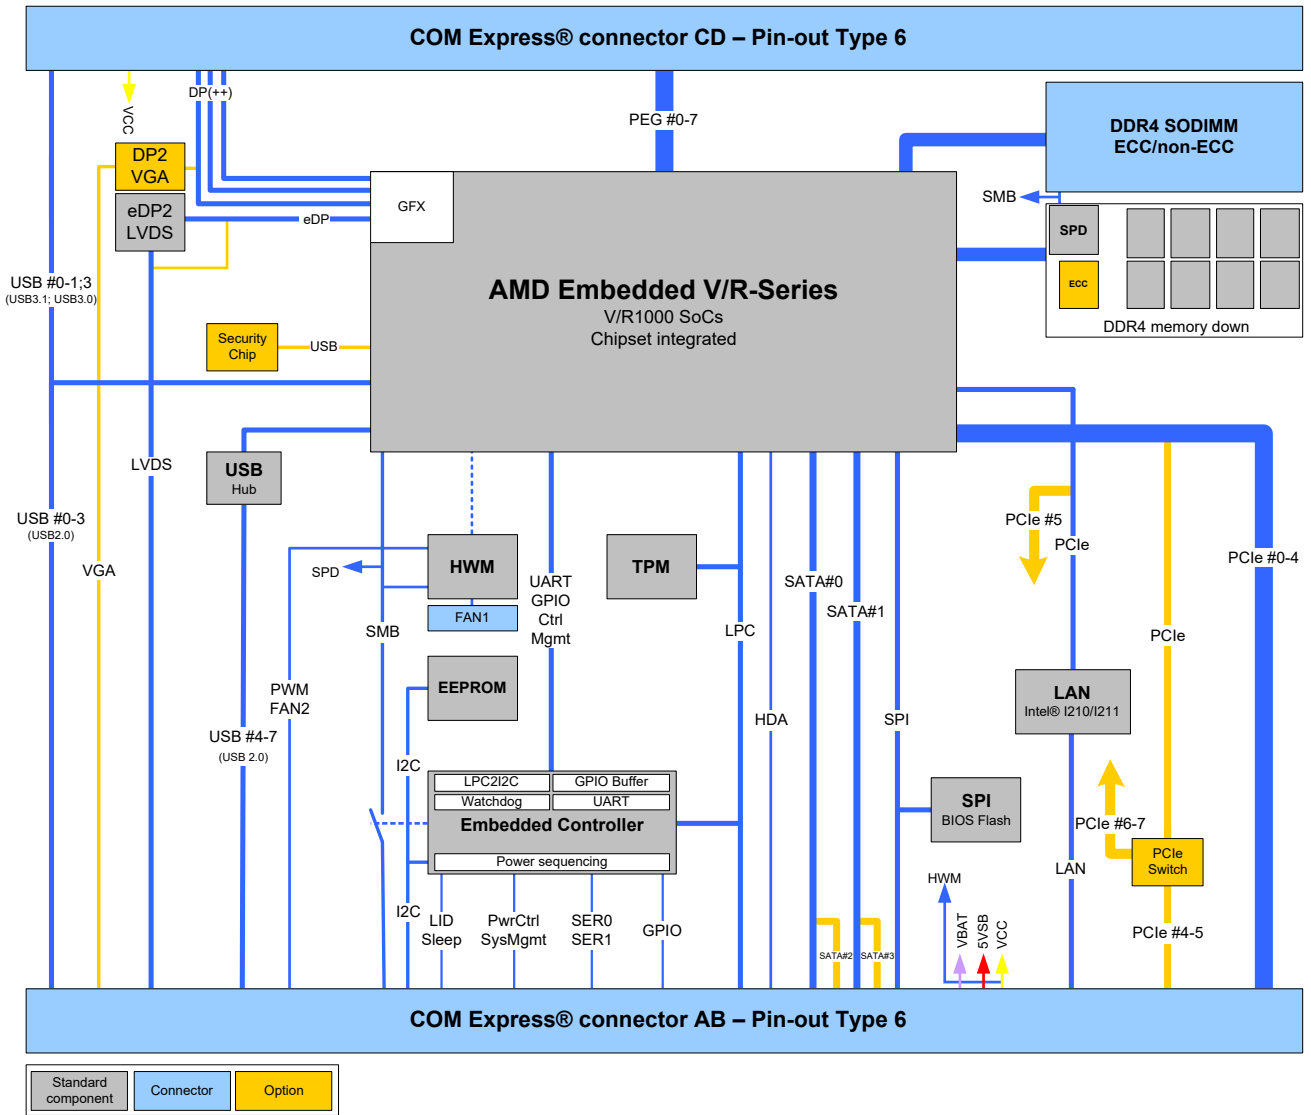 COM Express® connector CD – Pin-out Type 6
DP(++)
VCC
PEG #0-7
DDR4 SODIMM
ECC/non-ECC
DP2
VGA
eDP2
LVDS
eDP
GFX
SMB
SPD
ECC
DDR4 memory down
USB #0-1;3
(USB3.1; USB3.0)
AMD Embedded V/R-Series
V/R1000 SoCs
Chipset integrated
Security
Chip
USB
LVDS
USB
Hub
USB #0-3
(USB2.0)
VGA
PCIe #5
PCIe
PCIe #0-4
SPD
HWM
FAN1
UART
GPIO
Ctrl
Mgmt
TPM
SATA#0
SATA#1
SMB
LPC
PCIe
EEPROM
PWM
FAN2
LAN
Intel® I210/I211
HDA
SPI
USB #4-7
(USB 2.0)
I2C
LPC2I2C
GPIO Buffer
Watchdog
UART
Embedded Controller
Power sequencing
SPI
BIOS Flash
PCIe #6-7
PCIe
Switch
LAN
HWM
I2C
LID
Sleep
PwrCtrl
SysMgmt
SER0
SER1
GPIO
SATA#2
SATA#3
VBAT
5VSB
VCC
PCIe #4-5
COM Express® connector AB – Pin-out Type 6
Standard
component
Connector
Option